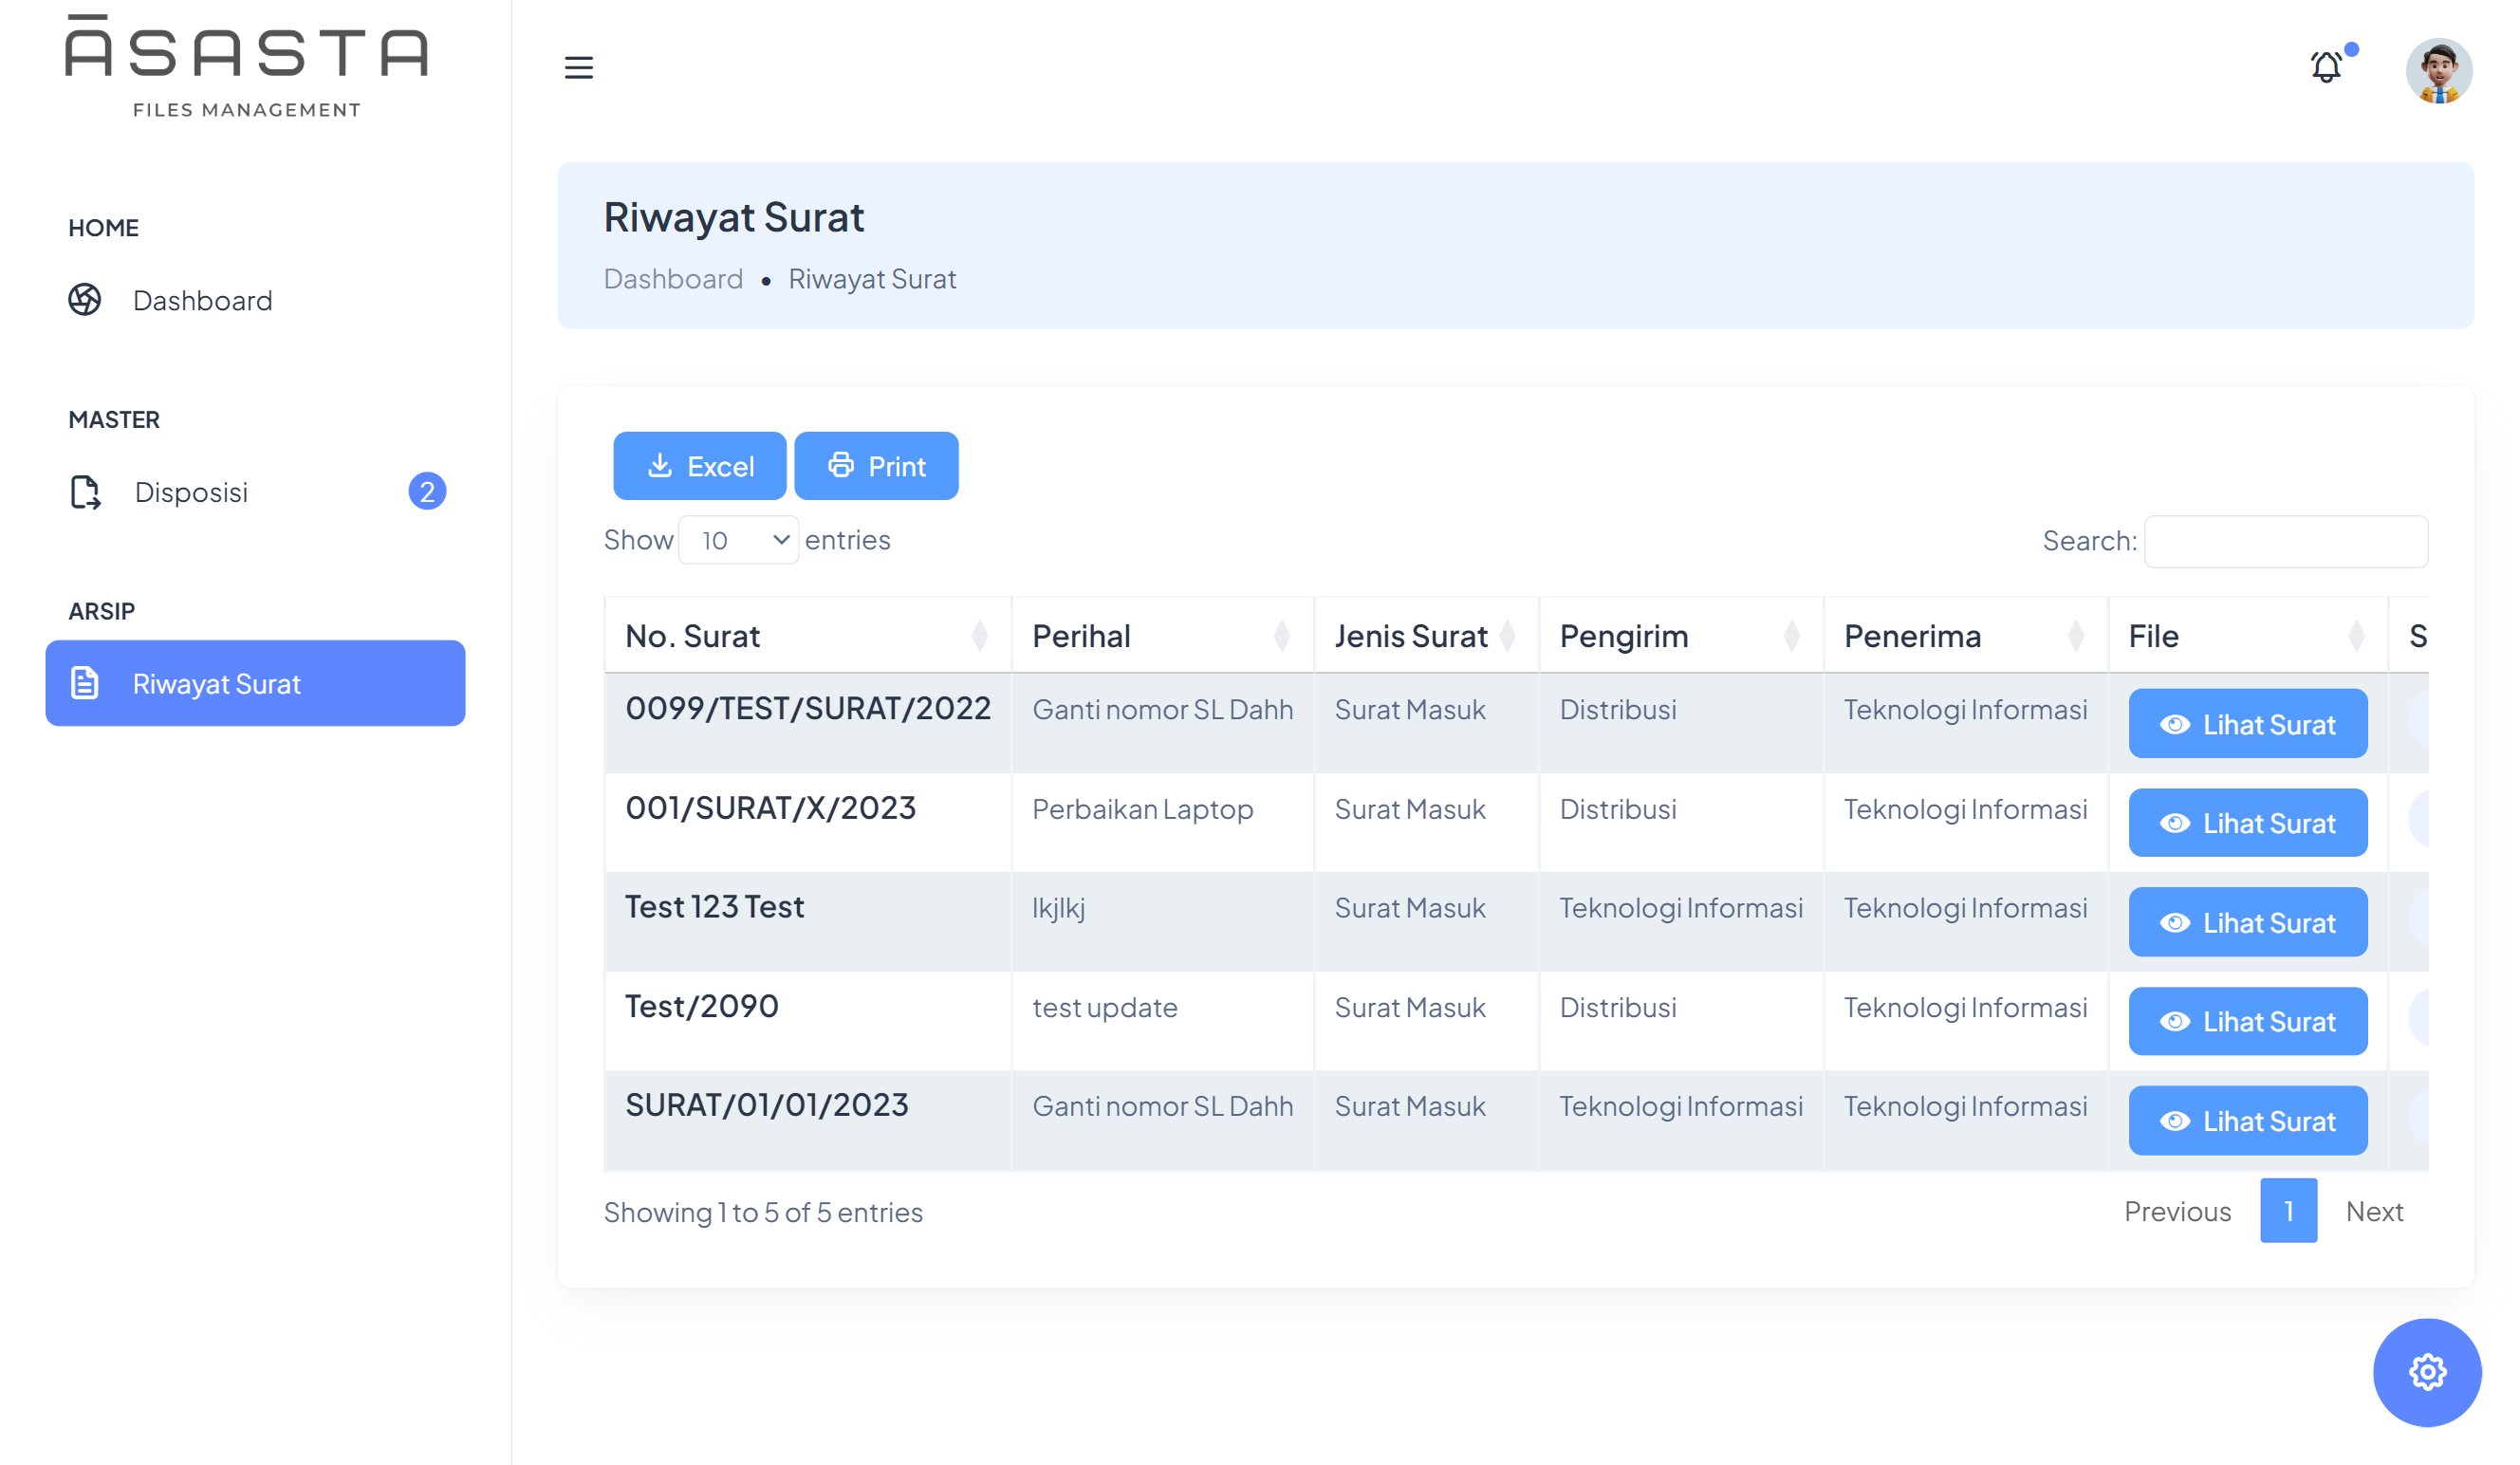 ĀSASTA
FILES MANAGEMENT
HOME
Dashboard
MASTER
Disposisi 2
ARSIP
Riwayat Surat
Riwayat Surat
Dashboard • Riwayat Surat
Excel Print
Show 10 entries Search:
No. Surat Perihal Jenis Surat Pengirim Penerima File S
0099/TEST/SURAT/2022 Ganti nomor SL Dahh Surat Masuk Distribusi Teknologi Informasi Lihat Surat
001/SURAT/X/2023 Perbaikan Laptop Surat Masuk Distribusi Teknologi Informasi Lihat Surat
Test 123 Test lkjlkj Surat Masuk Teknologi Informasi Teknologi Informasi Lihat Surat
Test/2090 test update Surat Masuk Distribusi Teknologi Informasi Lihat Surat
SURAT/01/01/2023 Ganti nomor SL Dahh Surat Masuk Teknologi Informasi Teknologi Informasi Lihat Surat
Showing 1 to 5 of 5 entries Previous 1 Next